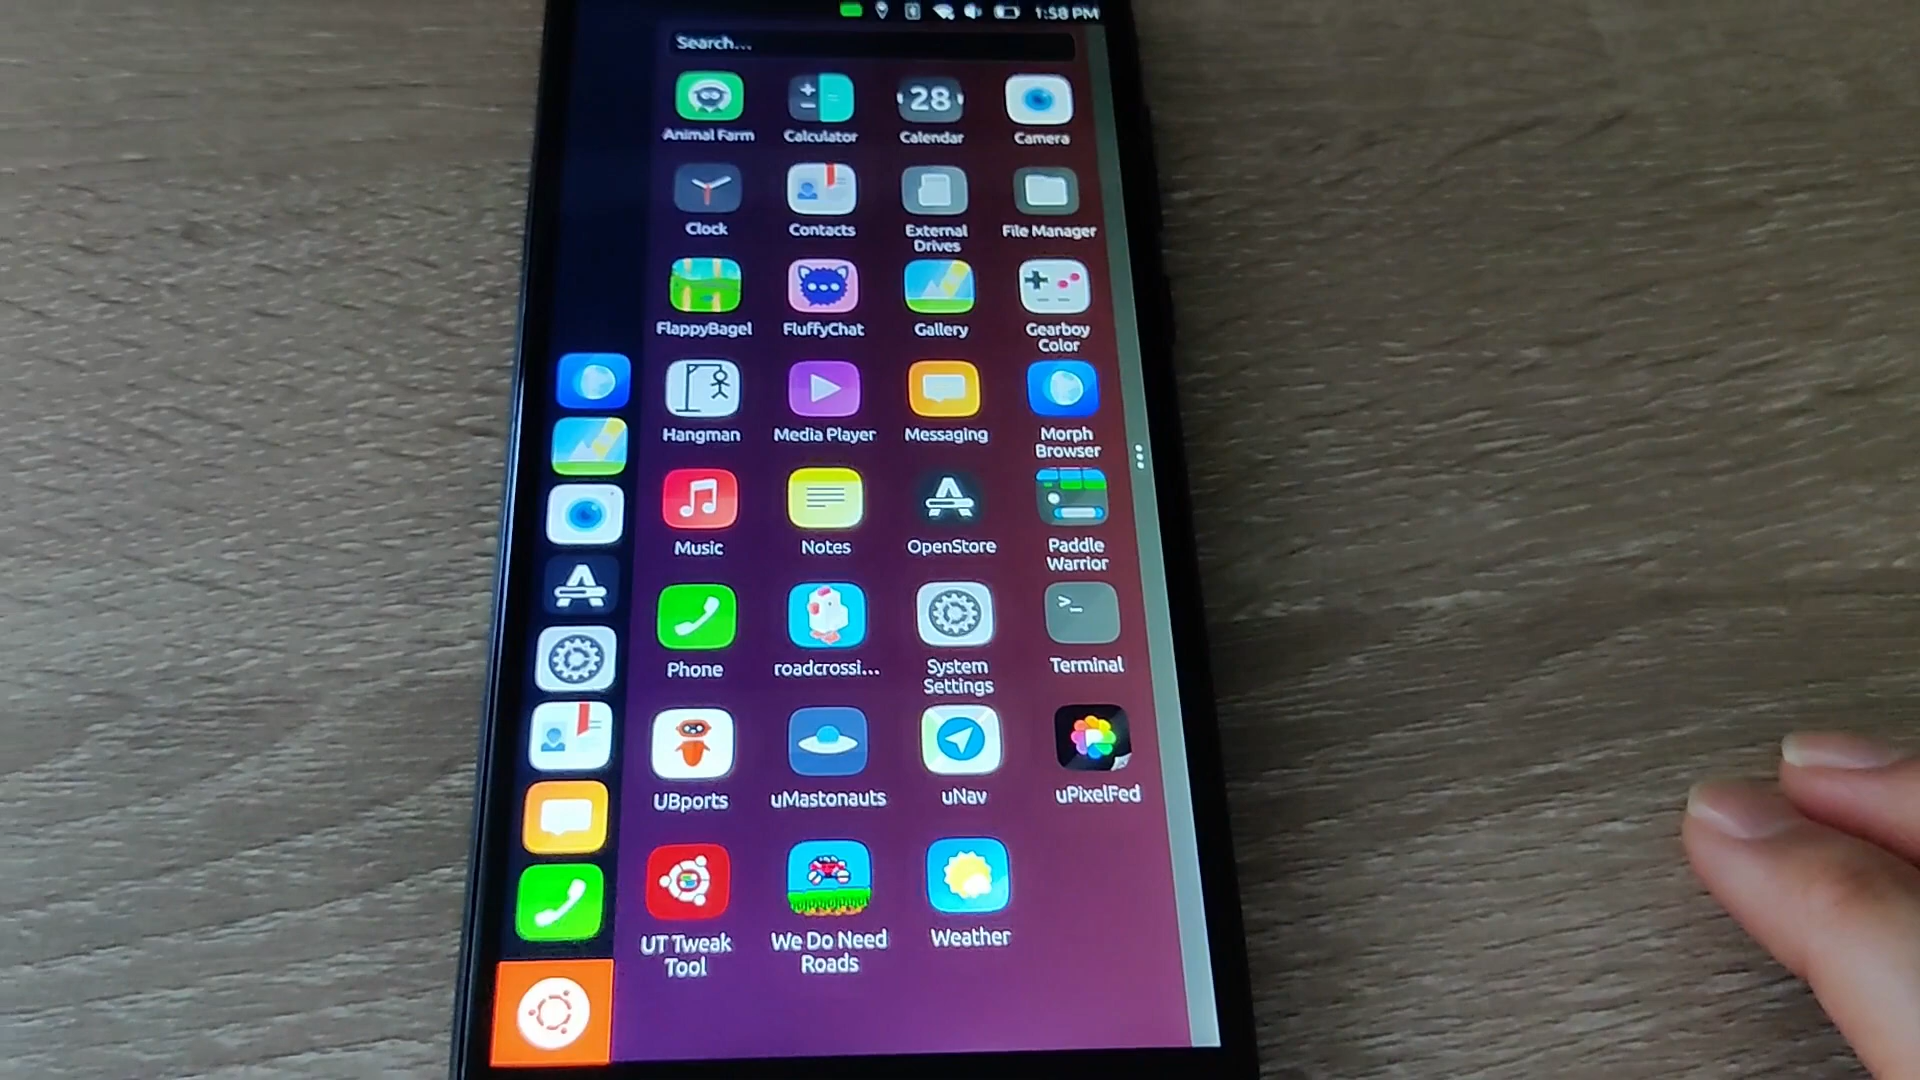 1:58 PM
Search...
Animal Farm
Calculator
28
Calendar
Camera
Clock
Contacts
External
Drives
File Manager
FlappyBagel
FluffyChat
Gallery
Gearboy
Color
Hangman
Media Player
Messaging
Morph
Browser
Music
Notes
OpenStore
Paddle
Warrior
Phone
roadcrossi...
System
Settings
>_
Terminal
UBports
uMastonauts
uNav
uPixelFed
UT Tweak
Tool
We Do Need
Roads
Weather